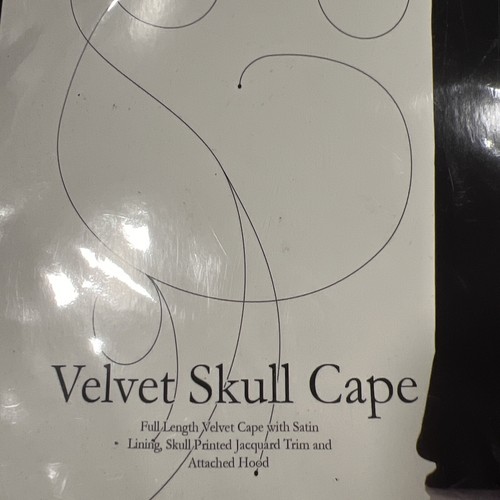 Velvet Skull Cape
Full Length Velvet Cape with Satin
Lining, Skull Printed Jacquard Trim and
Attached Hood